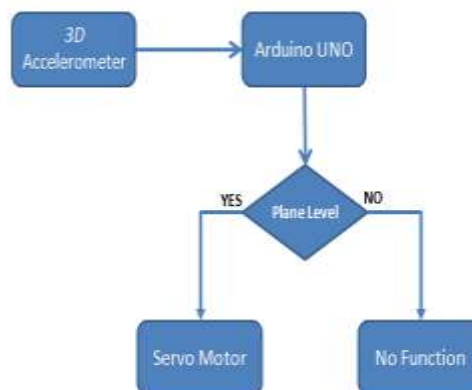 3D
Accelerometer
Arduino UNO
YES
NO
Plane Level
Servo Motor
No Function